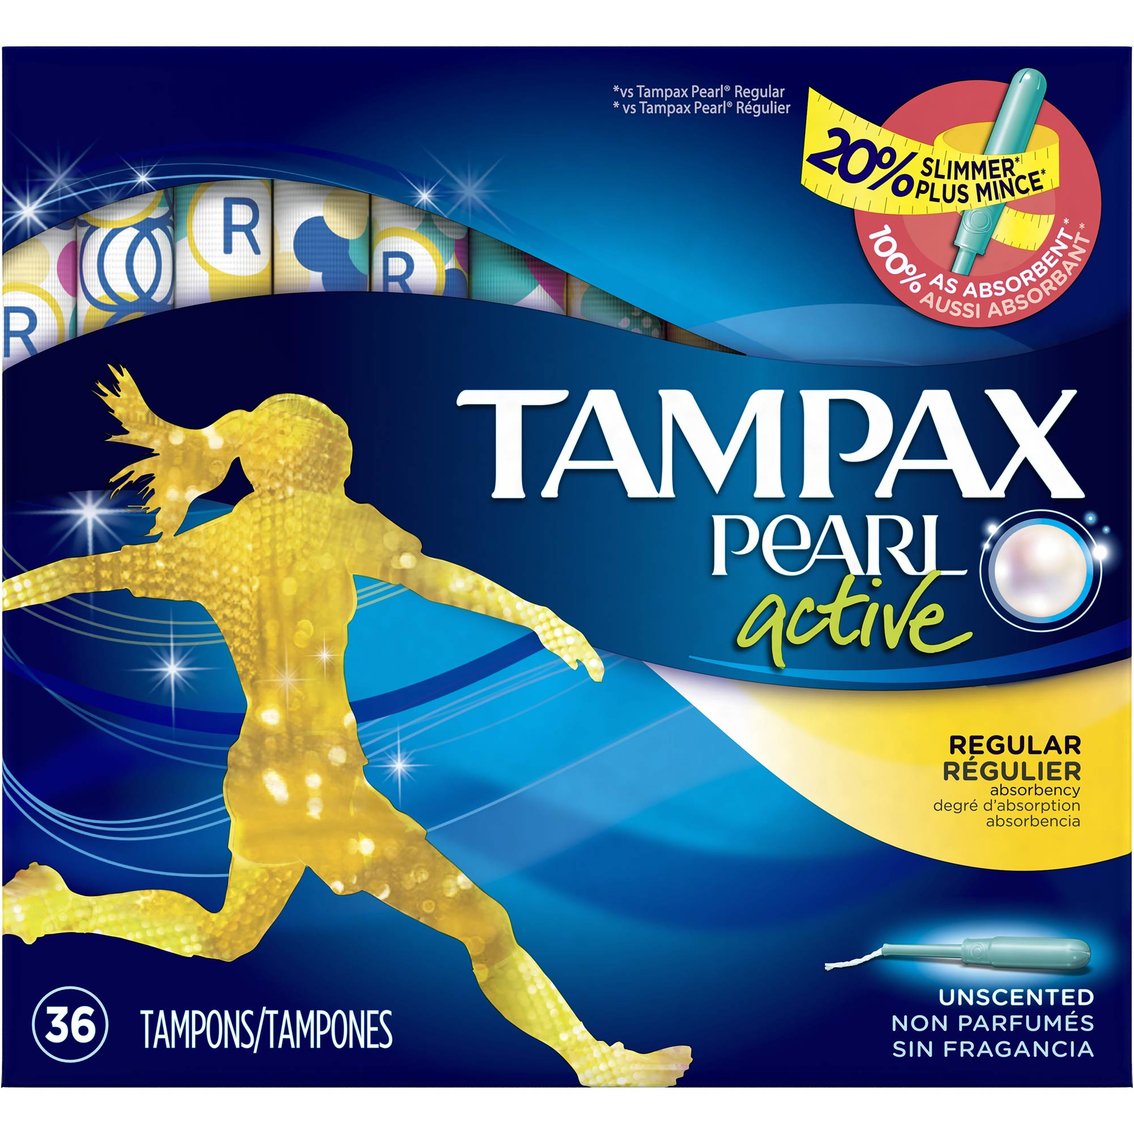 *vs Tampax Pearl® Regular
* vs Tampax Pearl® Régulier
20% SLIMMER*
PLUS MINCE*
100% AS ABSORBENT*
AUSSI ABSORBANT*
R
R
R
TAMPAX
PEARL
active
REGULAR
RÉGULIER
absorbency
degré d'absorption
absorbencia
UNSCENTED
NON PARFUMÉS
SIN FRAGANCIA
36 TAMPONS/TAMPONES